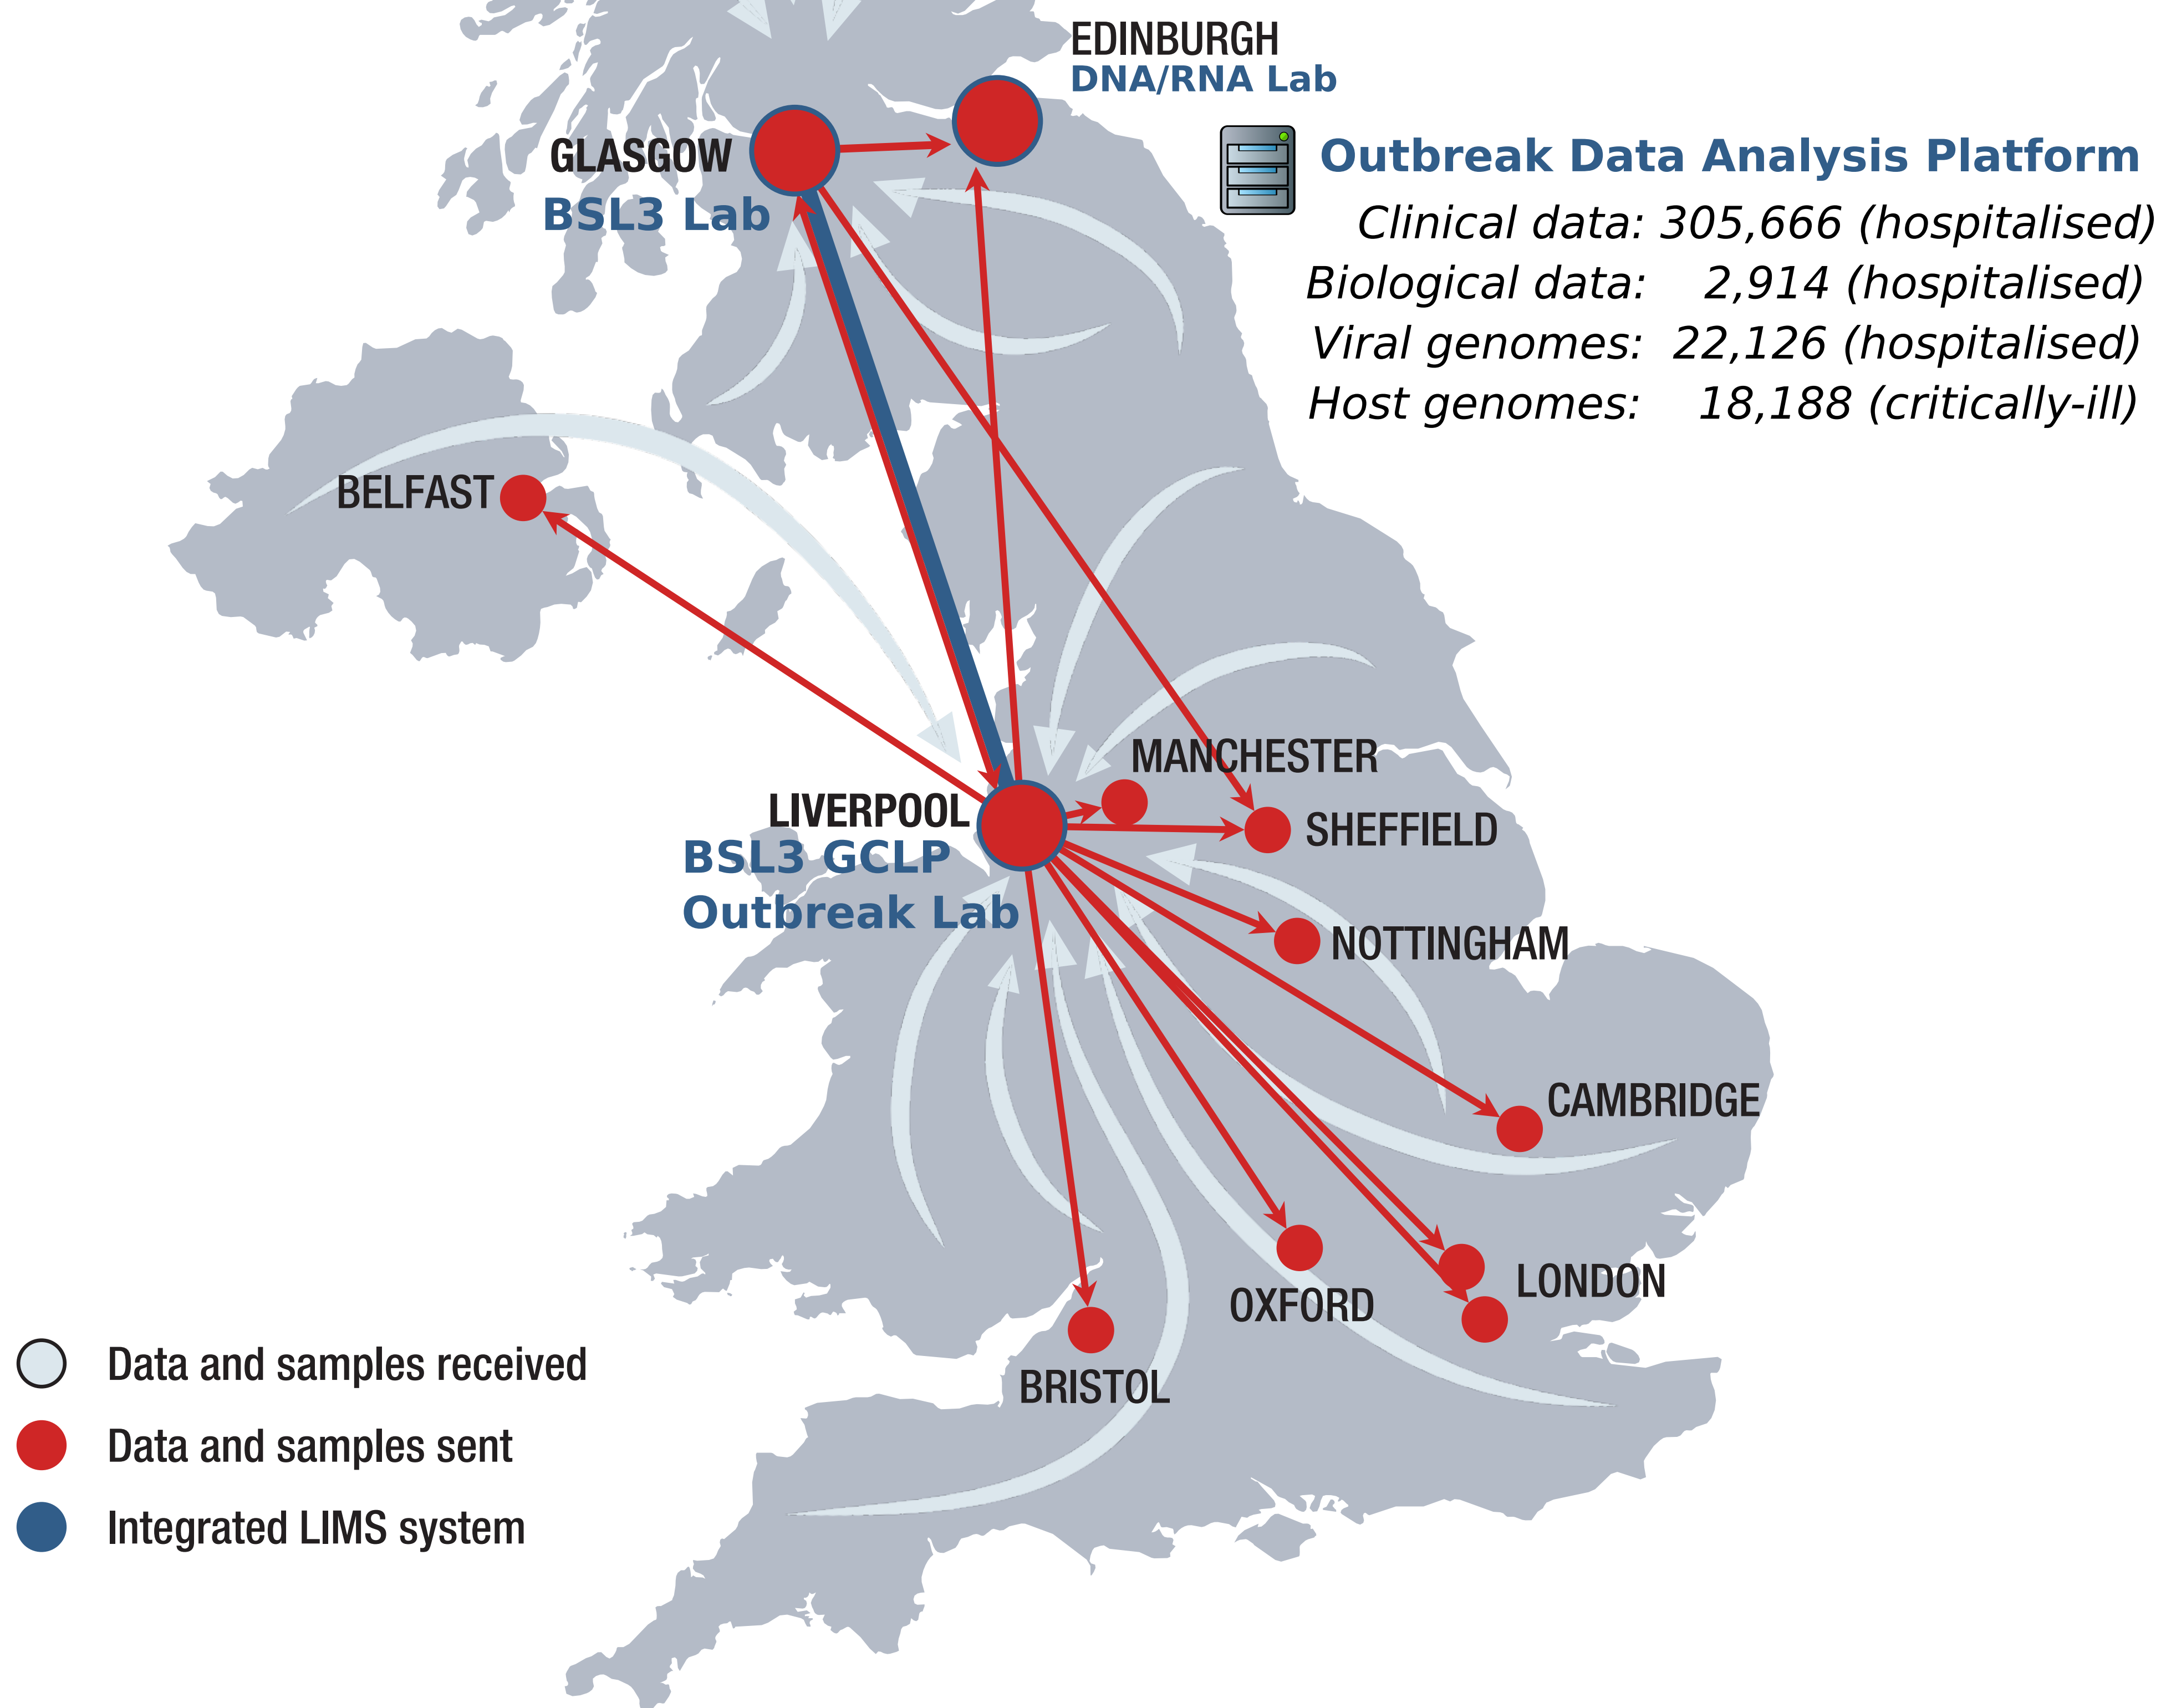 EDINBURGH
DNA/RNA Lab
GLASGOW
BSL3 Lab
Outbreak Data Analysis Platform
Clinical data: 305,666 (hospitalised)
Biological data: 2,914 (hospitalised)
Viral genomes: 22,126 (hospitalised)
Host genomes: 18,188 (critically-ill)
BELFAST
MANCHESTER
LIVERPOOL
BSL3 GCLP
Outbreak Lab
SHEFFIELD
NOTTINGHAM
CAMBRIDGE
LONDON
OXFORD
BRISTOL
Data and samples received
Data and samples sent
Integrated LIMS system